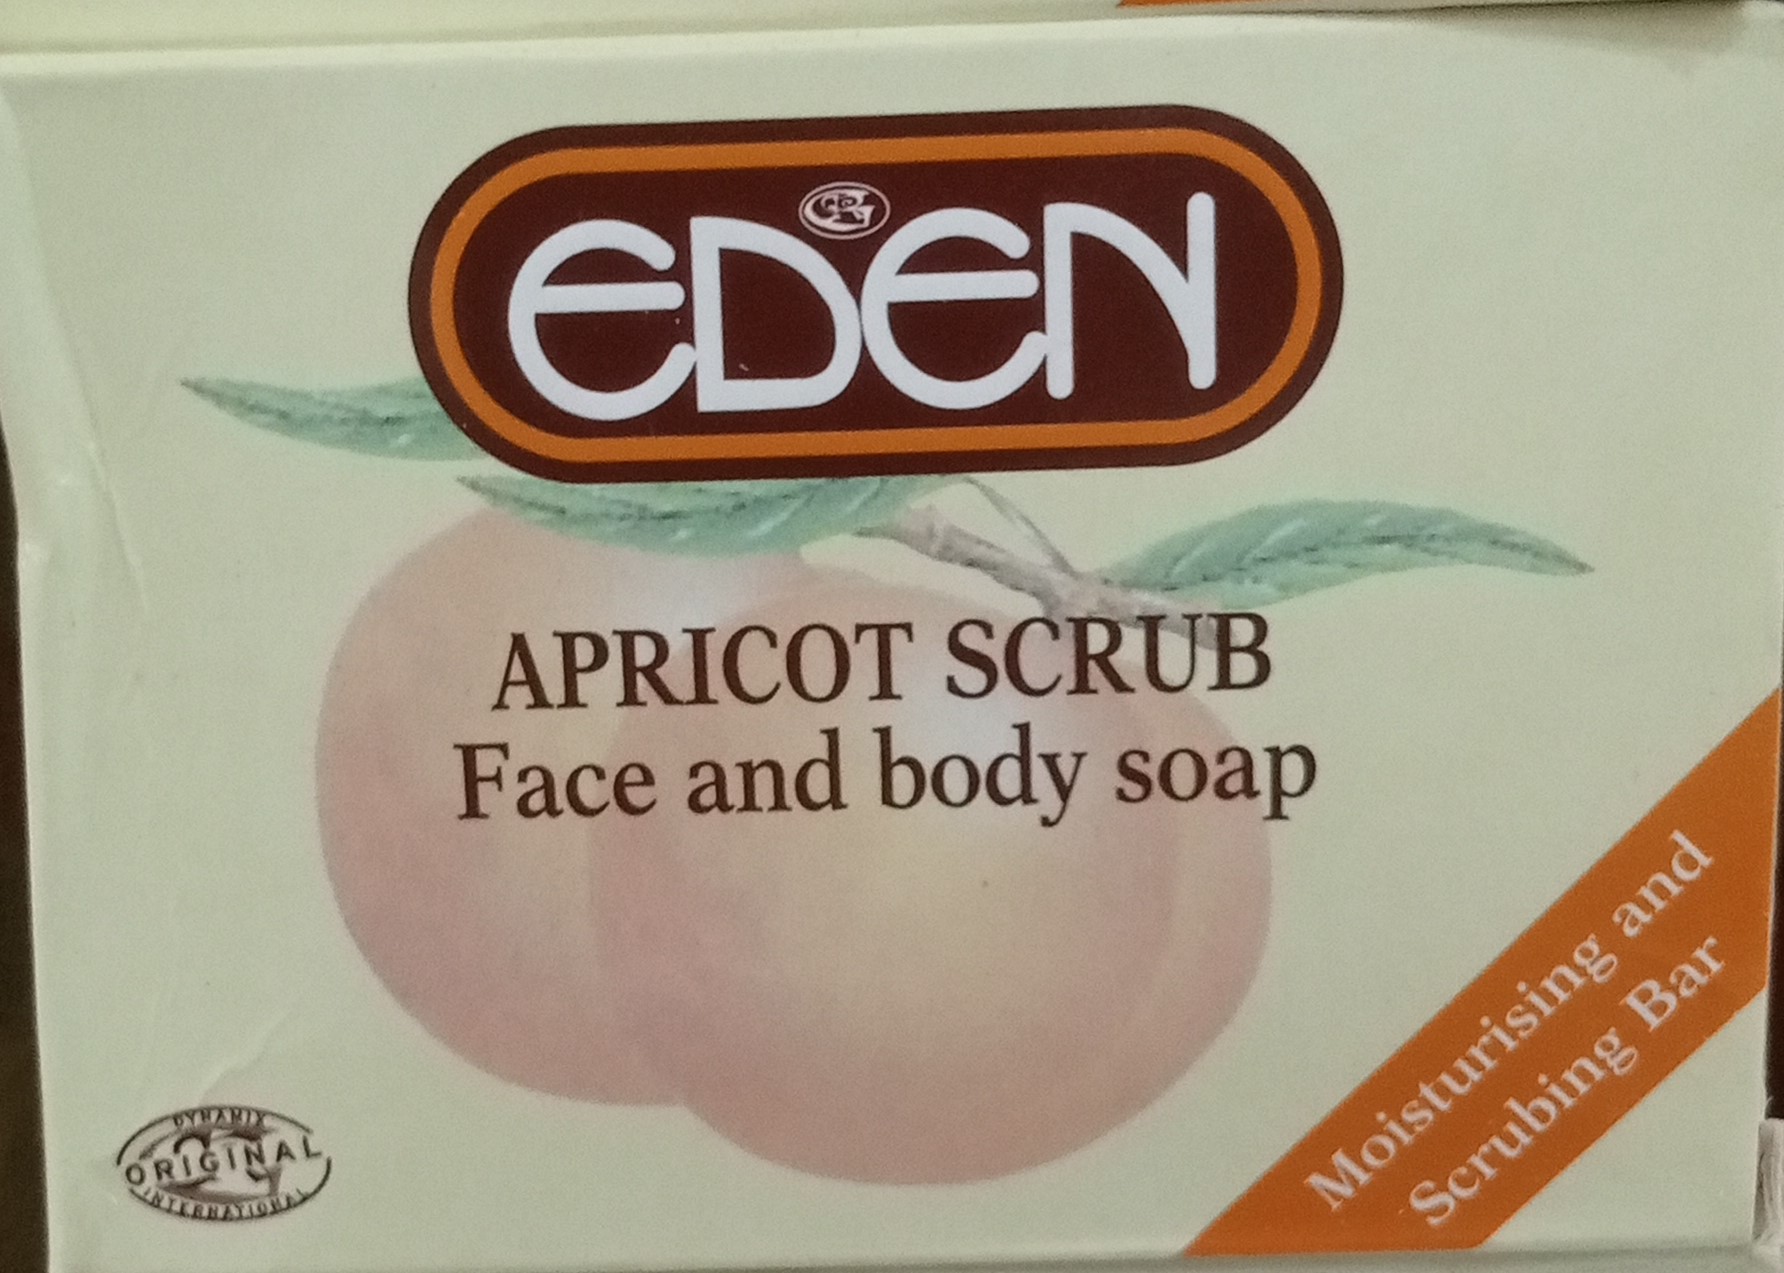 EDEN
APRICOT SCRUB
Face and body soap
Moisturising and
Scrubing Bar
DYNAMIX
ORIGINAL
INTERNATIONAL